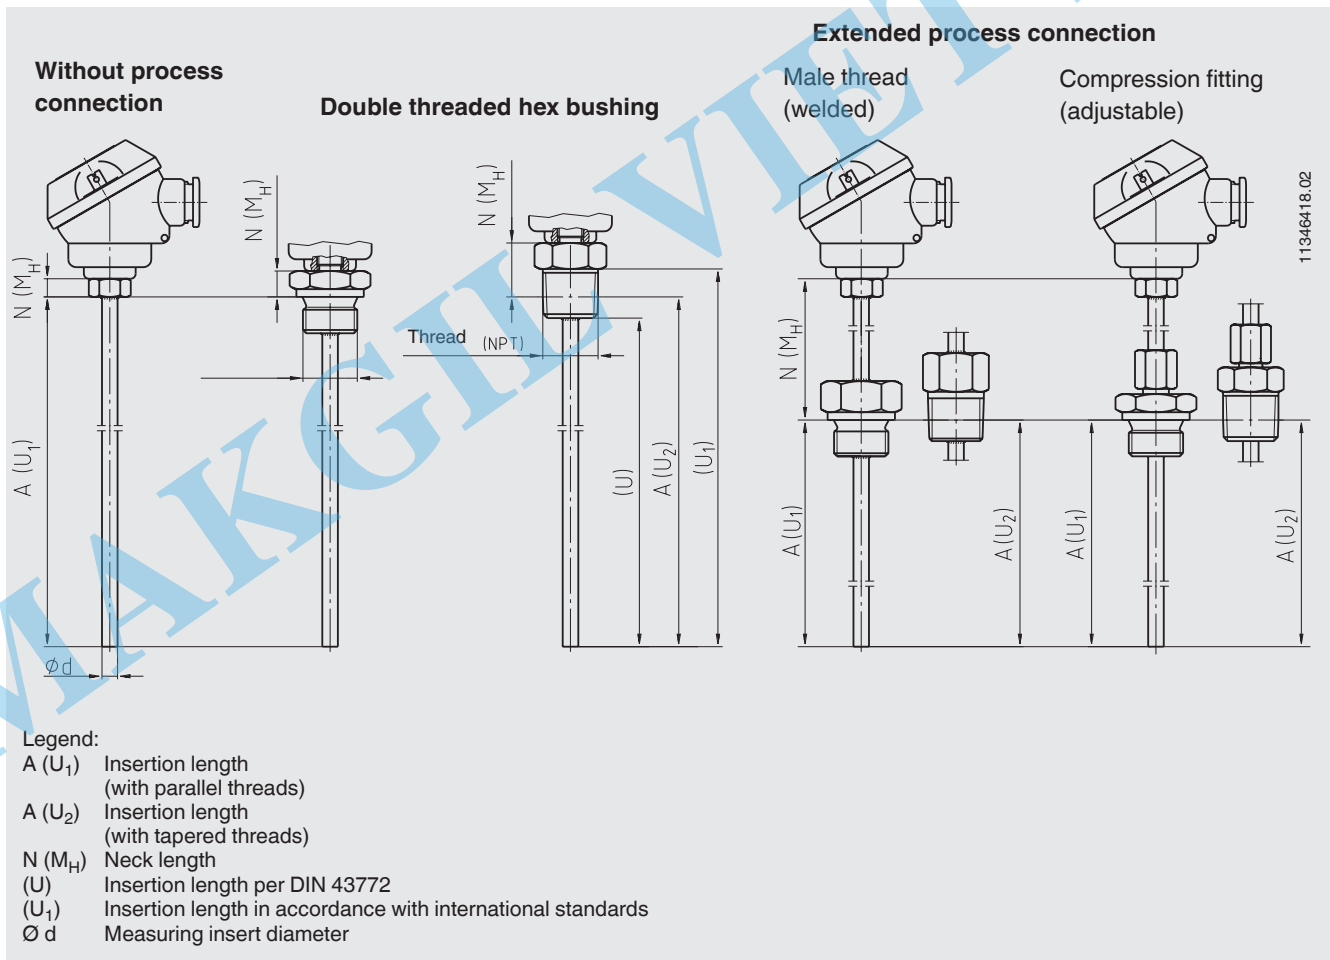 Extended process connection
Without process
connection
Double threaded hex bushing
Male thread
(welded)
Compression fitting
(adjustable)
11346418.02
N (MH)
N (MH)
N (MH)
N (MH)
Thread (NPT)
A (U1)
(U)
A (U2)
(U1)
A (U1)
A (U2)
A (U1)
A (U2)
Ø d
MAKGIL VIET
Legend:
A (U1) Insertion length
(with parallel threads)
A (U2) Insertion length
(with tapered threads)
N (MH) Neck length
(U) Insertion length per DIN 43772
(U1) Insertion length in accordance with international standards
Ø d Measuring insert diameter